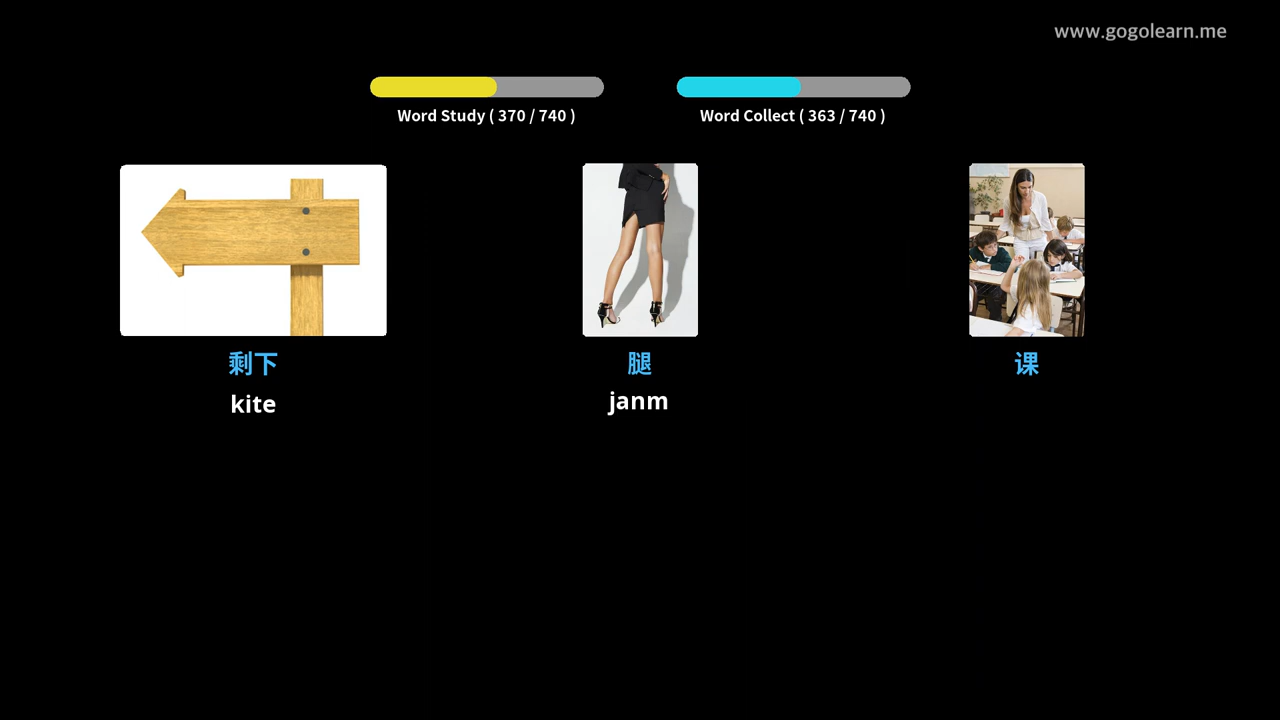 www.gogolearn.me
Word Study ( 370 / 740 )
Word Collect ( 363 / 740 )
剩下
kite
腿
janm
课